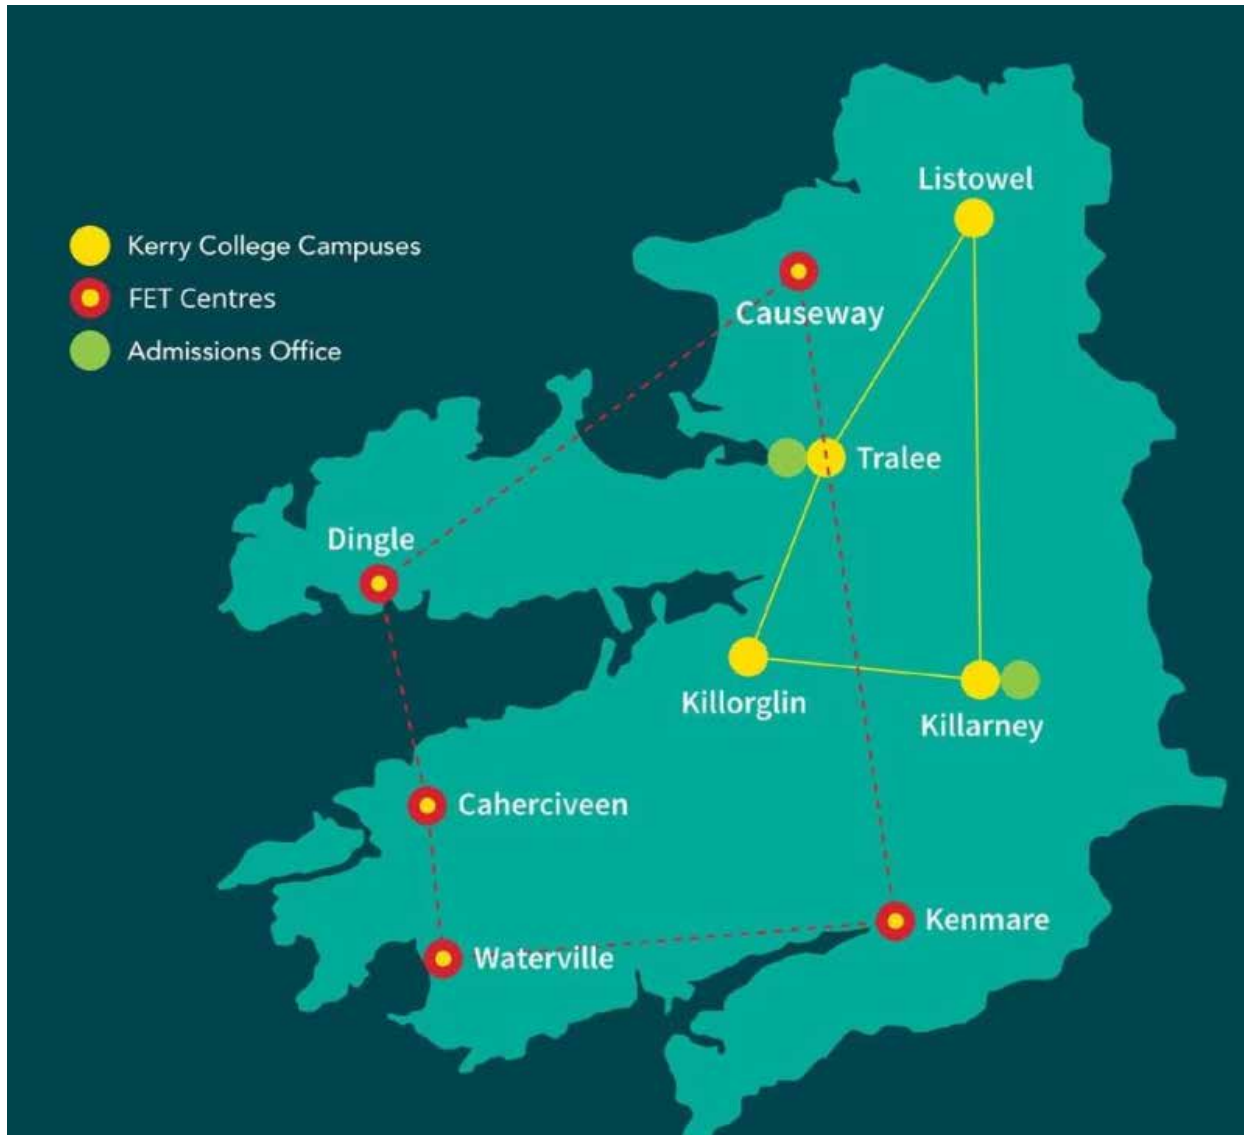 Listowel
Kerry College Campuses
FET Centres
Causeway
Admissions Office
Tralee
Dingle
Killorglin
Killarney
Caherciveen
Kenmare
Waterville